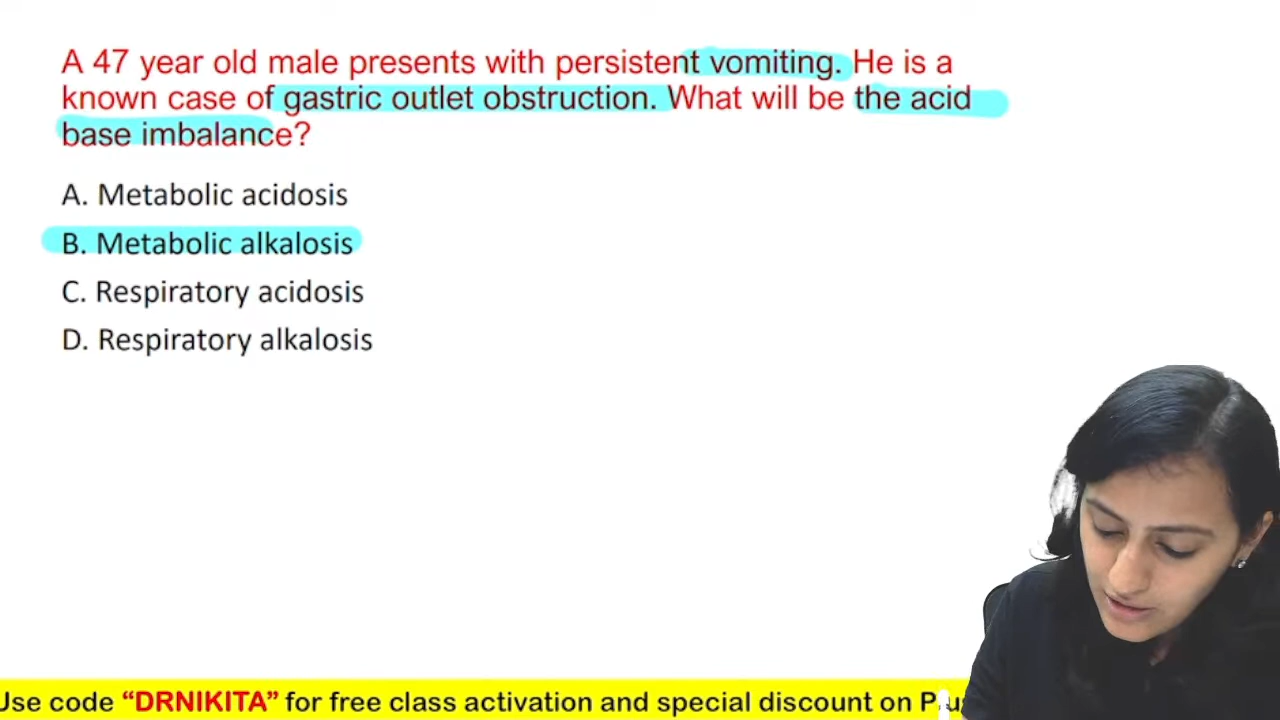 A 47 year old male presents with persistent vomiting. He is a
known case of gastric outlet obstruction. What will be the acid
base imbalance?
A. Metabolic acidosis
B. Metabolic alkalosis
C. Respiratory acidosis
D. Respiratory alkalosis
Use code “DRNIKITA” for free class activation and special discount on